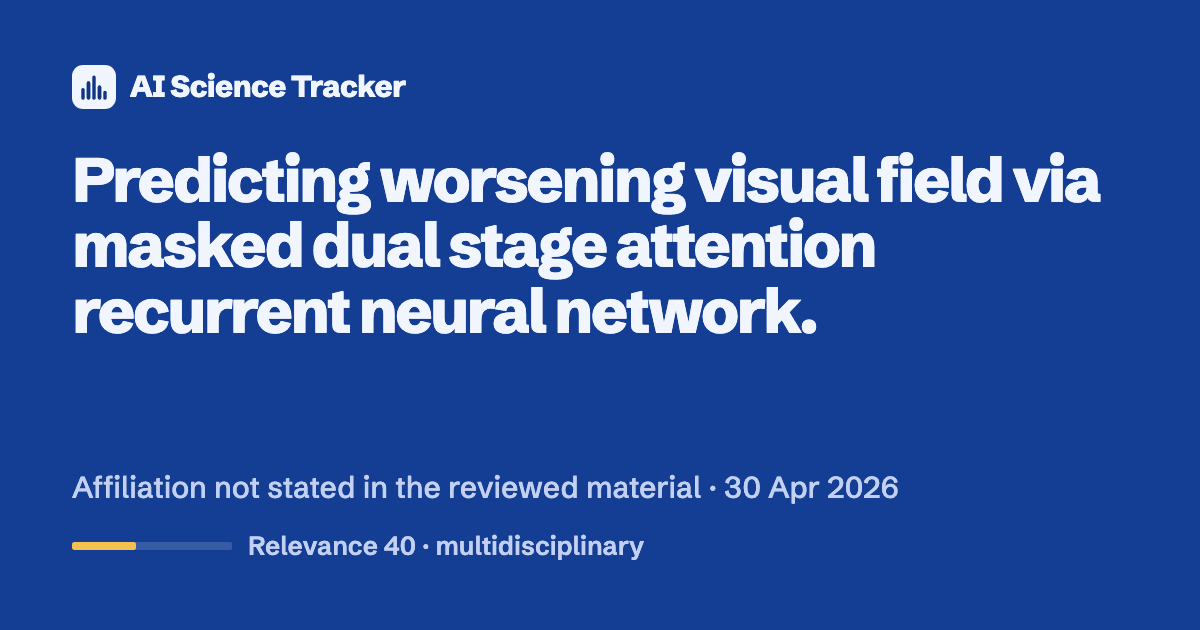 AI Science Tracker
Predicting worsening visual field via
masked dual stage attention
recurrent neural network.
Affiliation not stated in the reviewed material · 30 Apr 2026
Relevance 40 · multidisciplinary